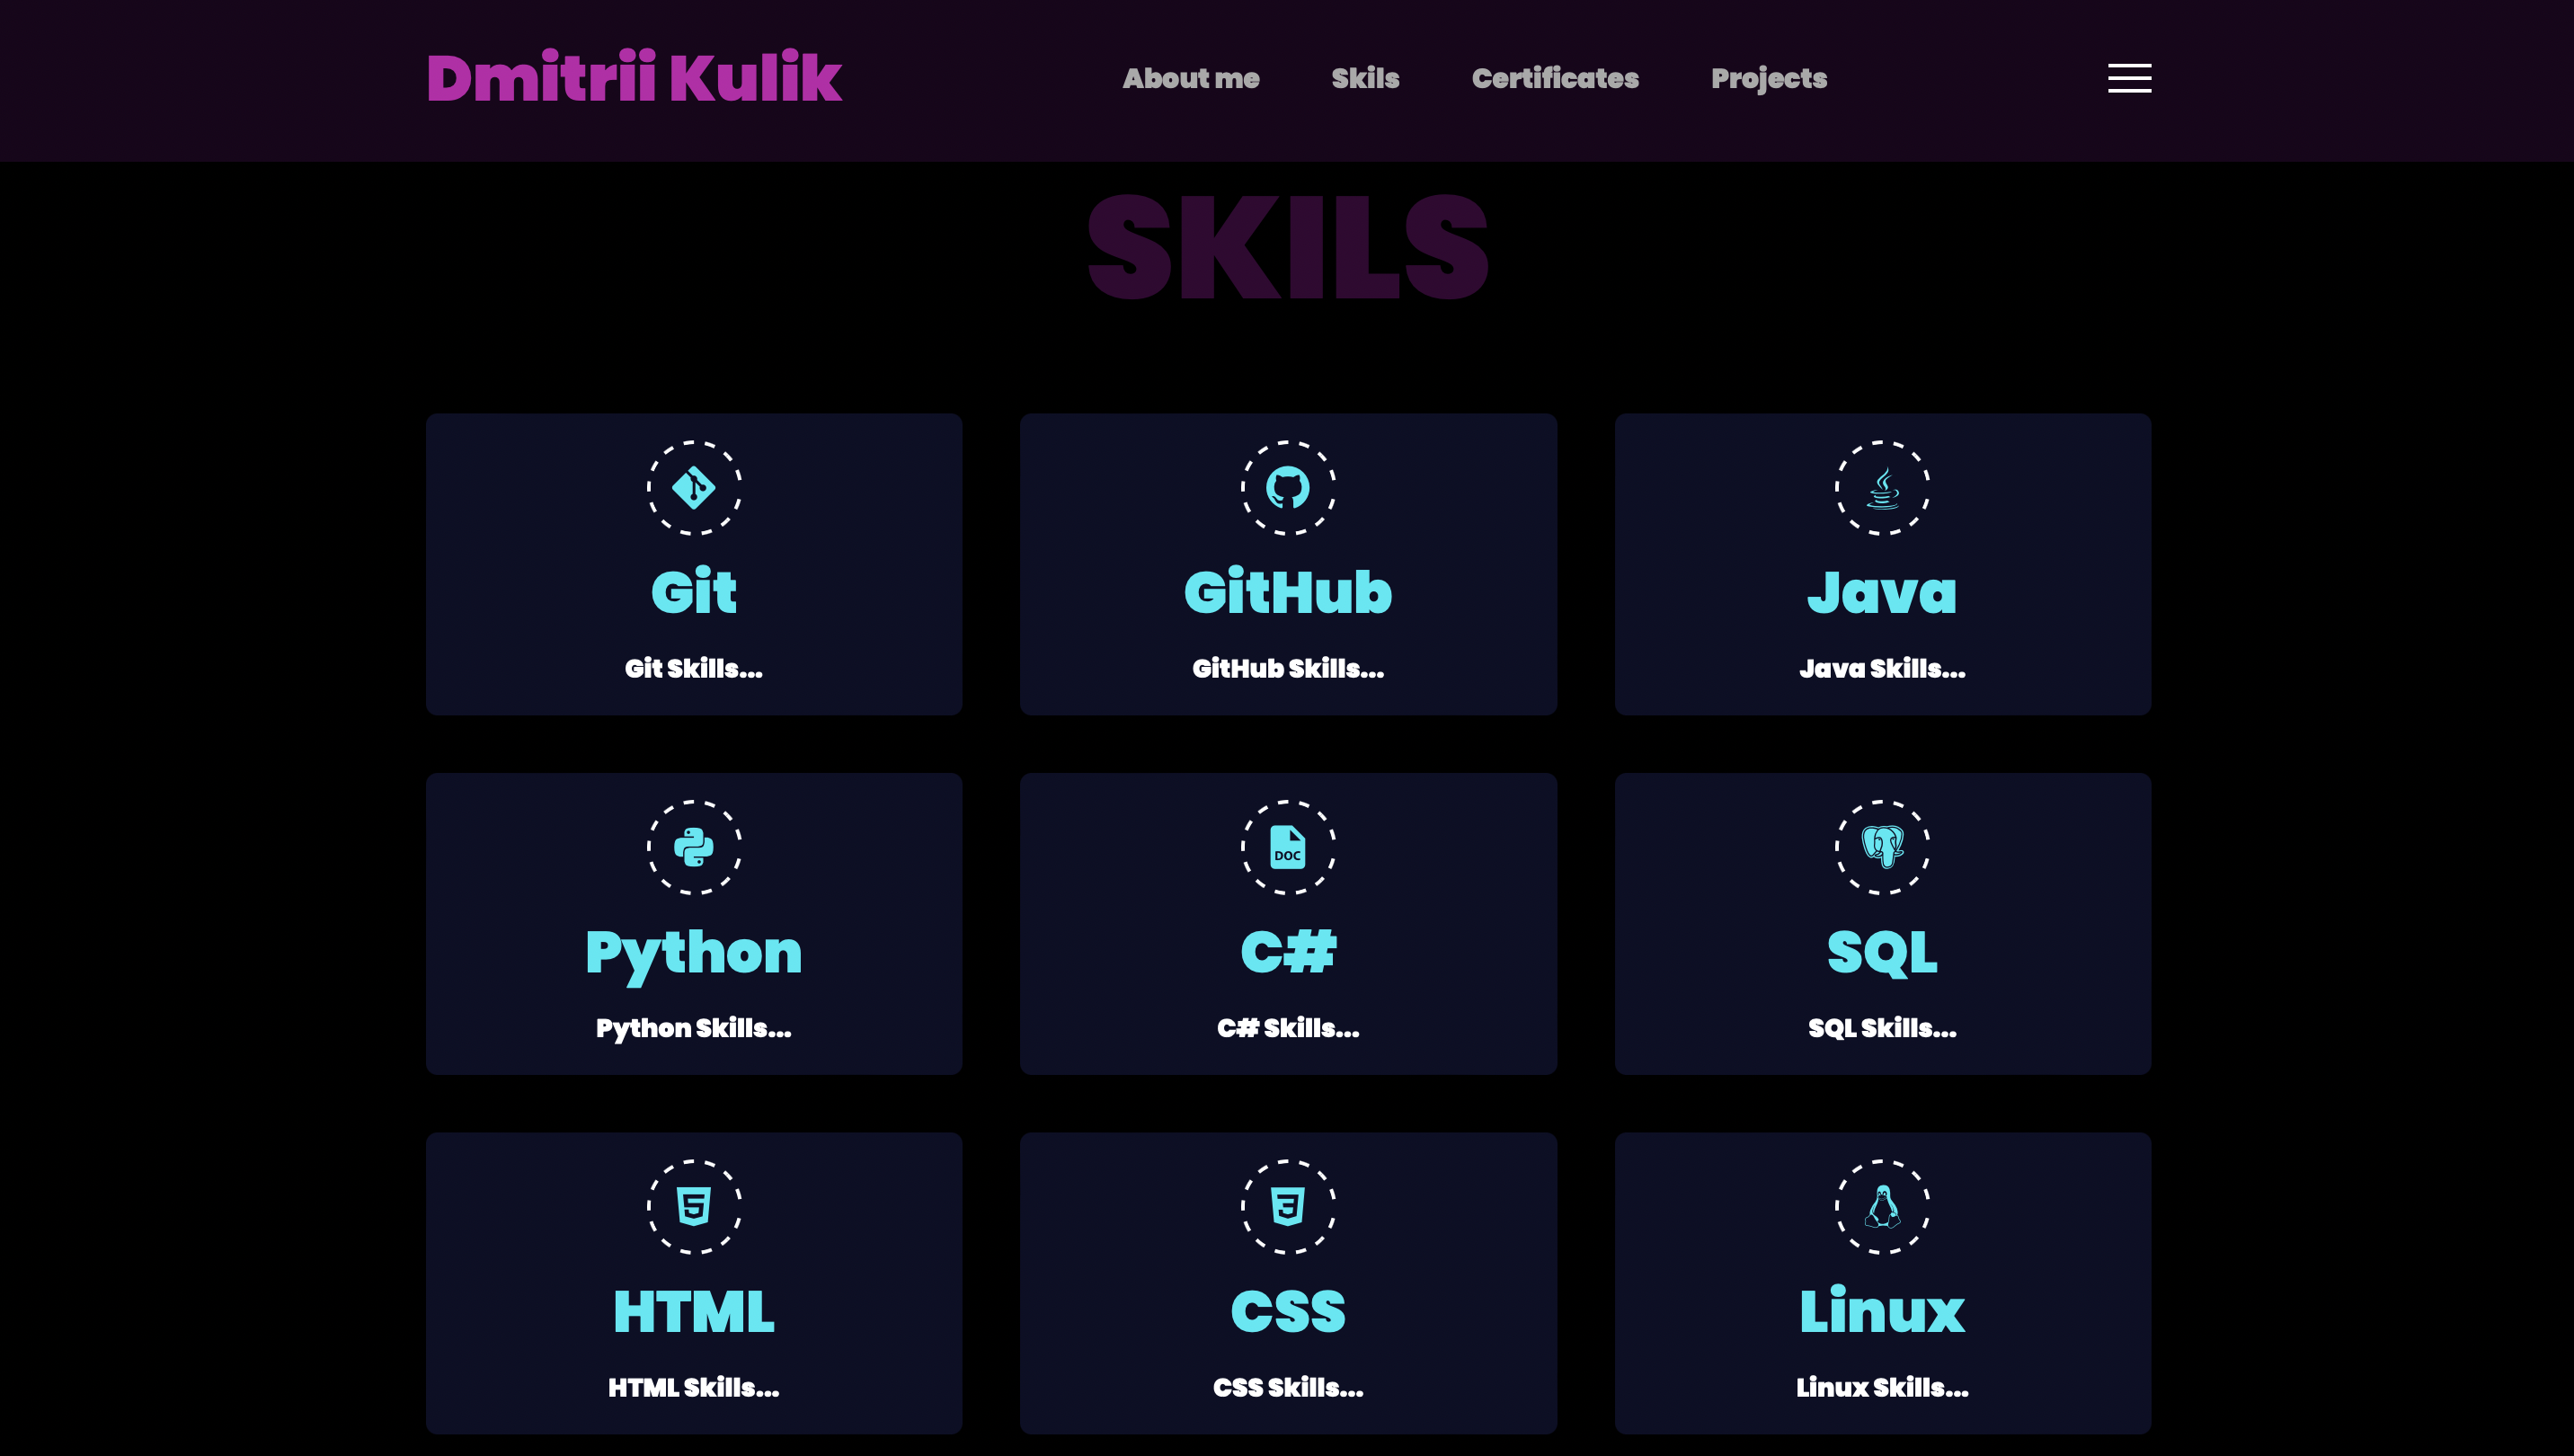 Dmitrii Kulik
About me Skils Certificates Projects
SKILS
Git
Git Skills...
GitHub
GitHub Skills...
Java
Java Skills...
Python
Python Skills...
DOC
C#
C# Skills...
SQL
SQL Skills...
HTML
HTML Skills...
CSS
CSS Skills...
Linux
Linux Skills...